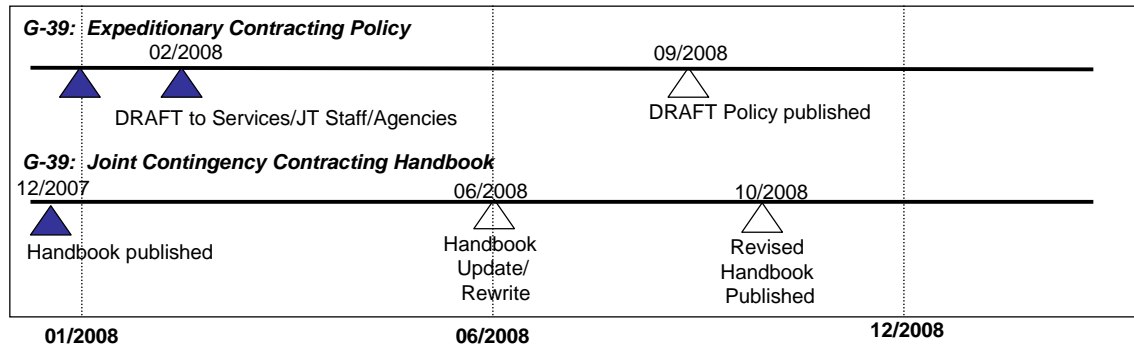 G-39: Expeditionary Contracting Policy
02/2008
09/2008
DRAFT to Services/JT Staff/Agencies
DRAFT Policy published
G-39: Joint Contingency Contracting Handbook
12/2007
06/2008
10/2008
Handbook published
Handbook
Update/
Rewrite
Revised
Handbook
Published
01/2008
06/2008
12/2008